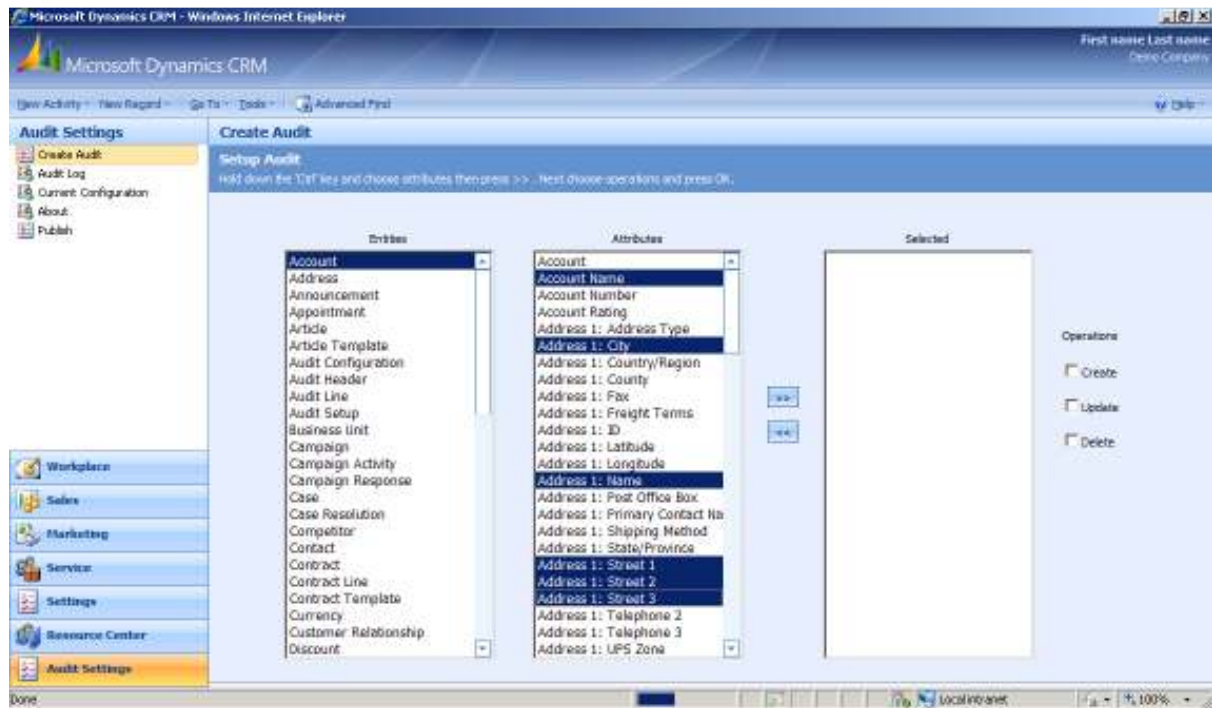 Microsoft Dynamics CRM - Windows Internet Explorer
First name Last name
Demo Company
Microsoft Dynamics CRM
New Activity New Record Go To Tools Advanced Find Help
Audit Settings
Create Audit
Audit Log
Current Configuration
About
Publish
Workplace
Sales
Marketing
Service
Settings
Resource Center
Audit Settings
Create Audit
Setup Audit
Hold down the 'Ctrl' key and choose attributes then press >> . Next choose operations and press OK.
Entities
Account
Address
Announcement
Appointment
Article
Article Template
Audit Configuration
Audit Header
Audit Line
Audit Setup
Business Unit
Campaign
Campaign Activity
Campaign Response
Case
Case Resolution
Competitor
Contact
Contract
Contract Line
Contract Template
Currency
Customer Relationship
Discount
Attributes
Account
Account Name
Account Number
Account Rating
Address 1: Address Type
Address 1: City
Address 1: Country/Region
Address 1: County
Address 1: Fax
Address 1: Freight Terms
Address 1: ID
Address 1: Latitude
Address 1: Longitude
Address 1: Name
Address 1: Post Office Box
Address 1: Primary Contact Na
Address 1: Shipping Method
Address 1: State/Province
Address 1: Street 1
Address 1: Street 2
Address 1: Street 3
Address 1: Telephone 2
Address 1: Telephone 3
Address 1: UPS Zone
>>
<<
Selected
Operations
Create
Update
Delete
Done
Local intranet
100%